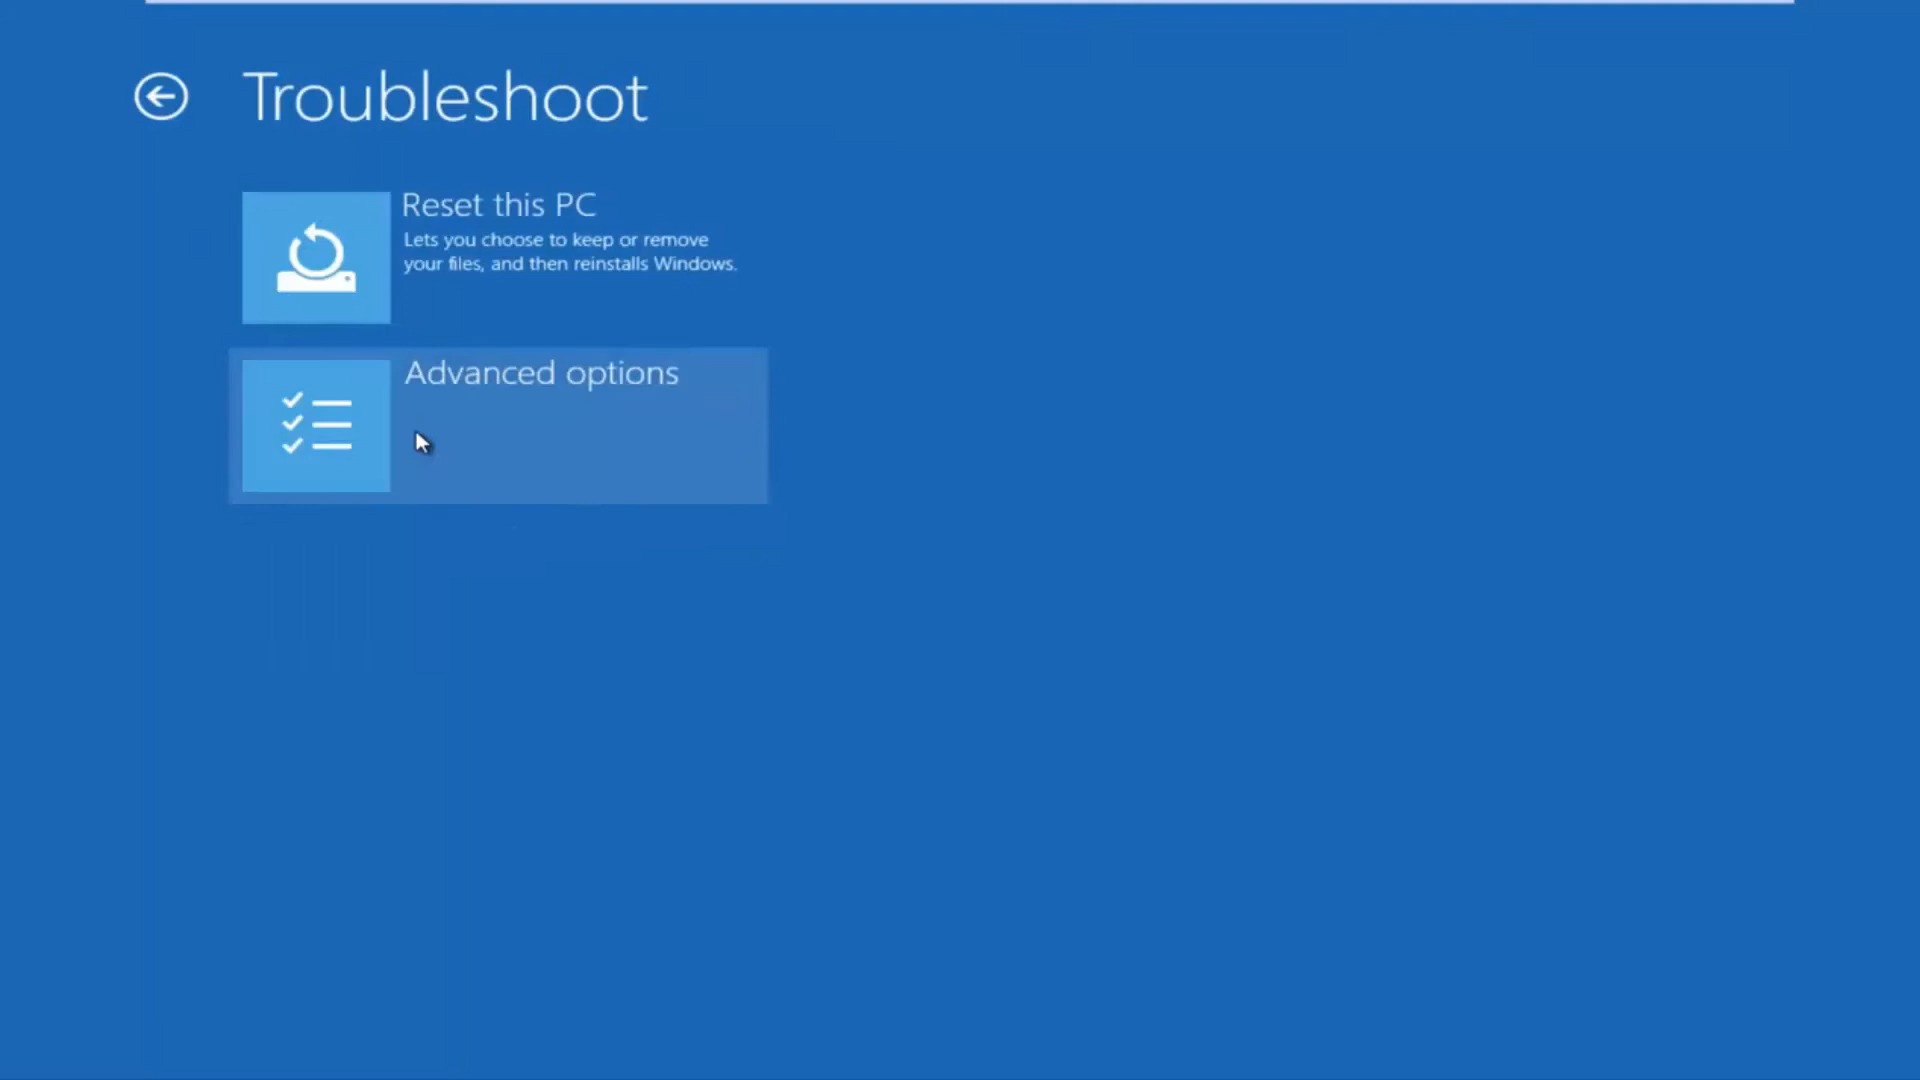 Troubleshoot
Reset this PC
Lets you choose to keep or remove
your files, and then reinstalls Windows.
Advanced options